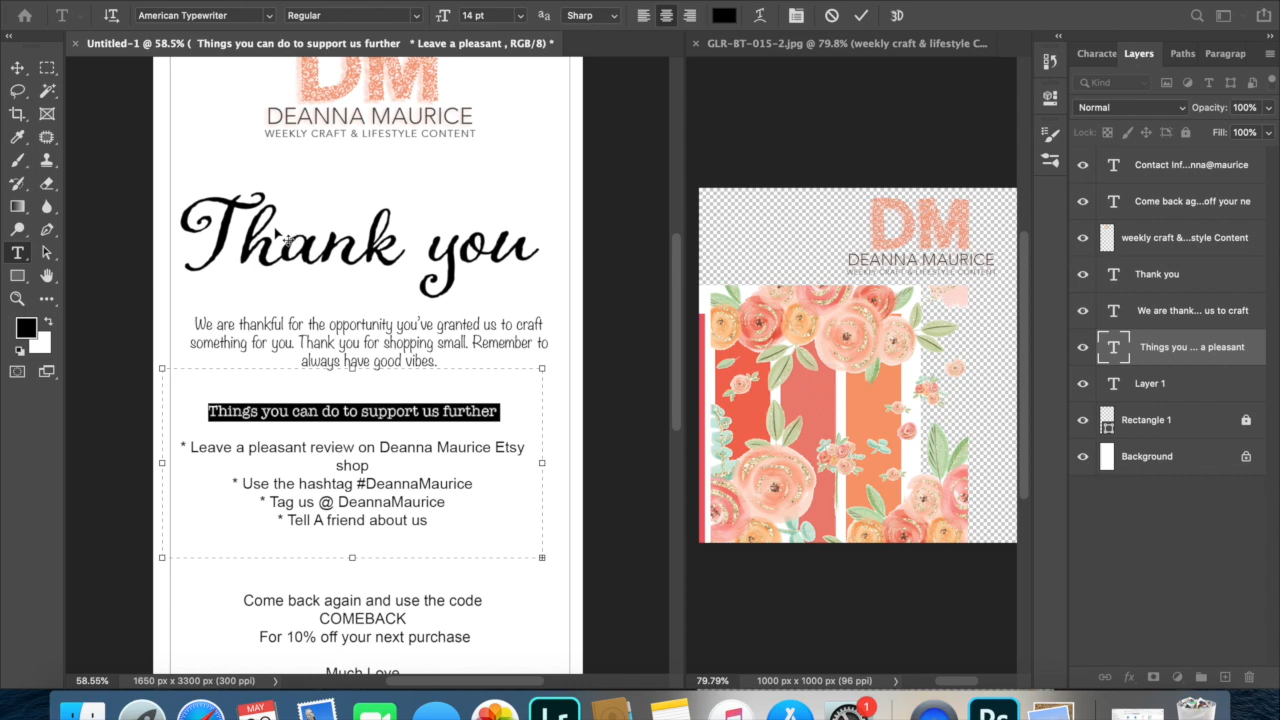 American Typewriter
Regular
14 pt
Sharp
3D
Untitled-1 @ 58.5% ( Things you can do to support us further * Leave a pleasant , RGB/8) *
GLR-BT-015-2.jpg @ 79.8% (weekly craft & lifestyle C...
DM
DEANNA MAURICE
WEEKLY CRAFT & LIFESTYLE CONTENT
Thank you
We are thankful for the opportunity you've granted us to craft
something for you. Thank you for shopping small. Remember to
always have good vibes.
Things you can do to support us further
* Leave a pleasant review on Deanna Maurice Etsy
shop
* Use the hashtag #DeannaMaurice
* Tag us @ DeannaMaurice
* Tell A friend about us
Come back again and use the code
COMEBACK
For 10% off your next purchase
Much Love
58.55%
1650 px x 3300 px (300 ppi)
DM
DEANNA MAURICE
WEEKLY CRAFT & LIFESTYLE CONTENT
79.79%
1000 px x 1000 px (96 ppi)
Characte
Layers
Paths
Paragrap
Kind
Normal
Opacity: 100%
Lock:
Fill: 100%
Contact Inf...nna@maurice
Come back ag...off your ne
weekly craft &...style Content
Thank you
We are thank... us to craft
Things you ... a pleasant
Layer 1
Rectangle 1
Background
MAY
1
Lr
Ps